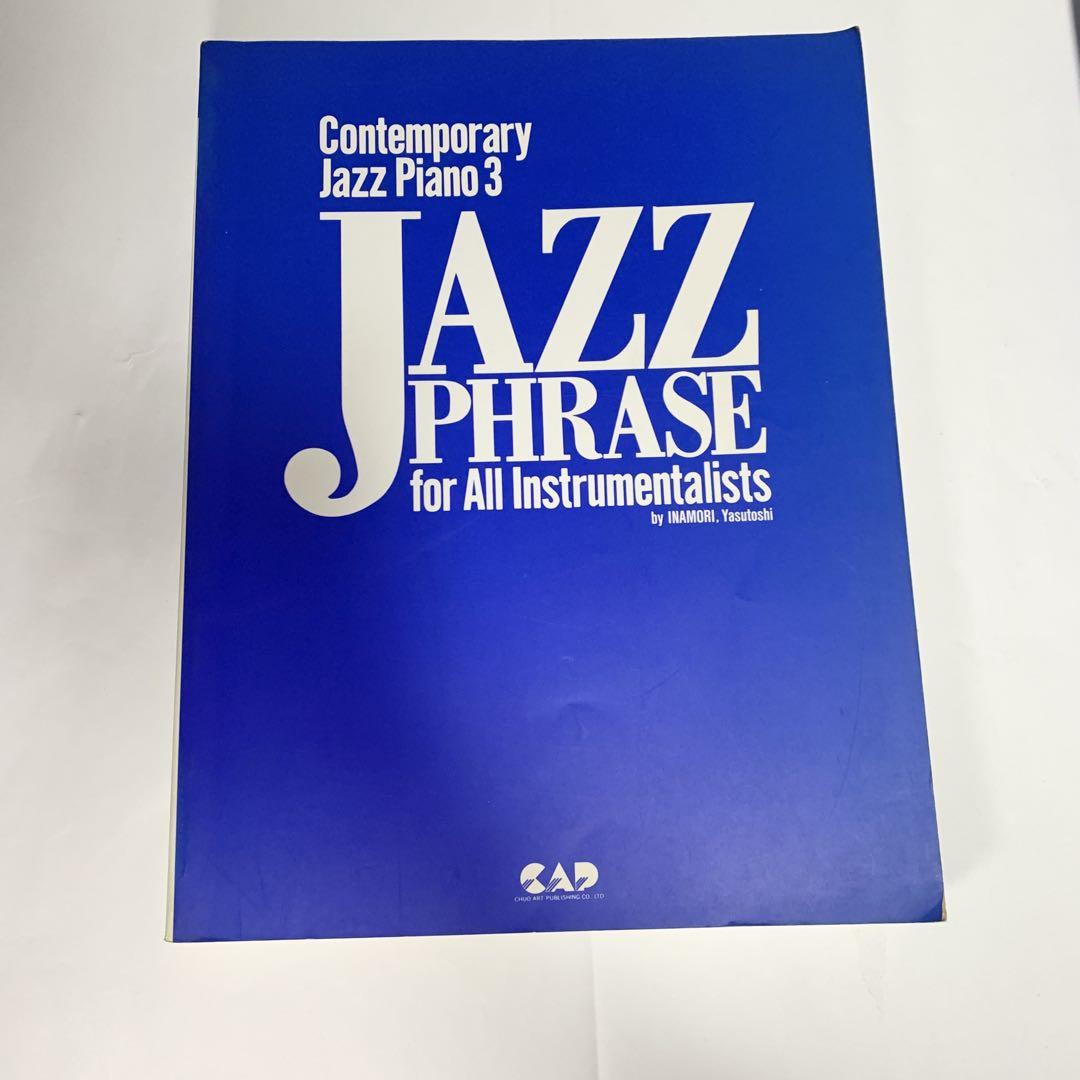 Contemporary
Jazz Piano 3
JAZZ
PHRASE
for All Instrumentalists
by INAMORI, Yasutoshi
CAP
CHUO ART PUBLISHING CO., LTD